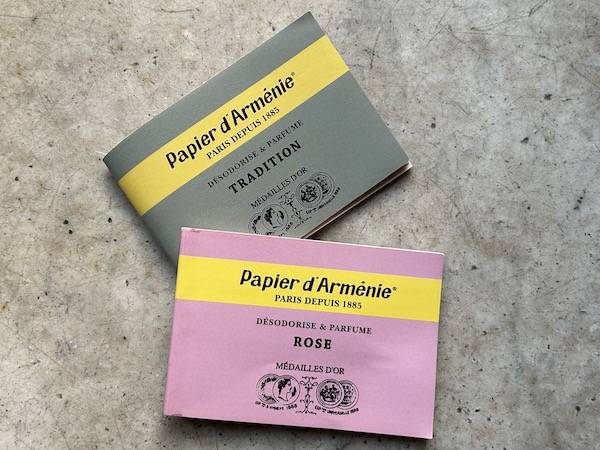 Papier d'Arménie®
PARIS DEPUIS 1885
DÉSODORISE & PARFUME
TRADITION
MÉDAILLES D'OR
Papier d'Arménie®
PARIS DEPUIS 1885
DÉSODORISE & PARFUME
ROSE
MÉDAILLES D'OR